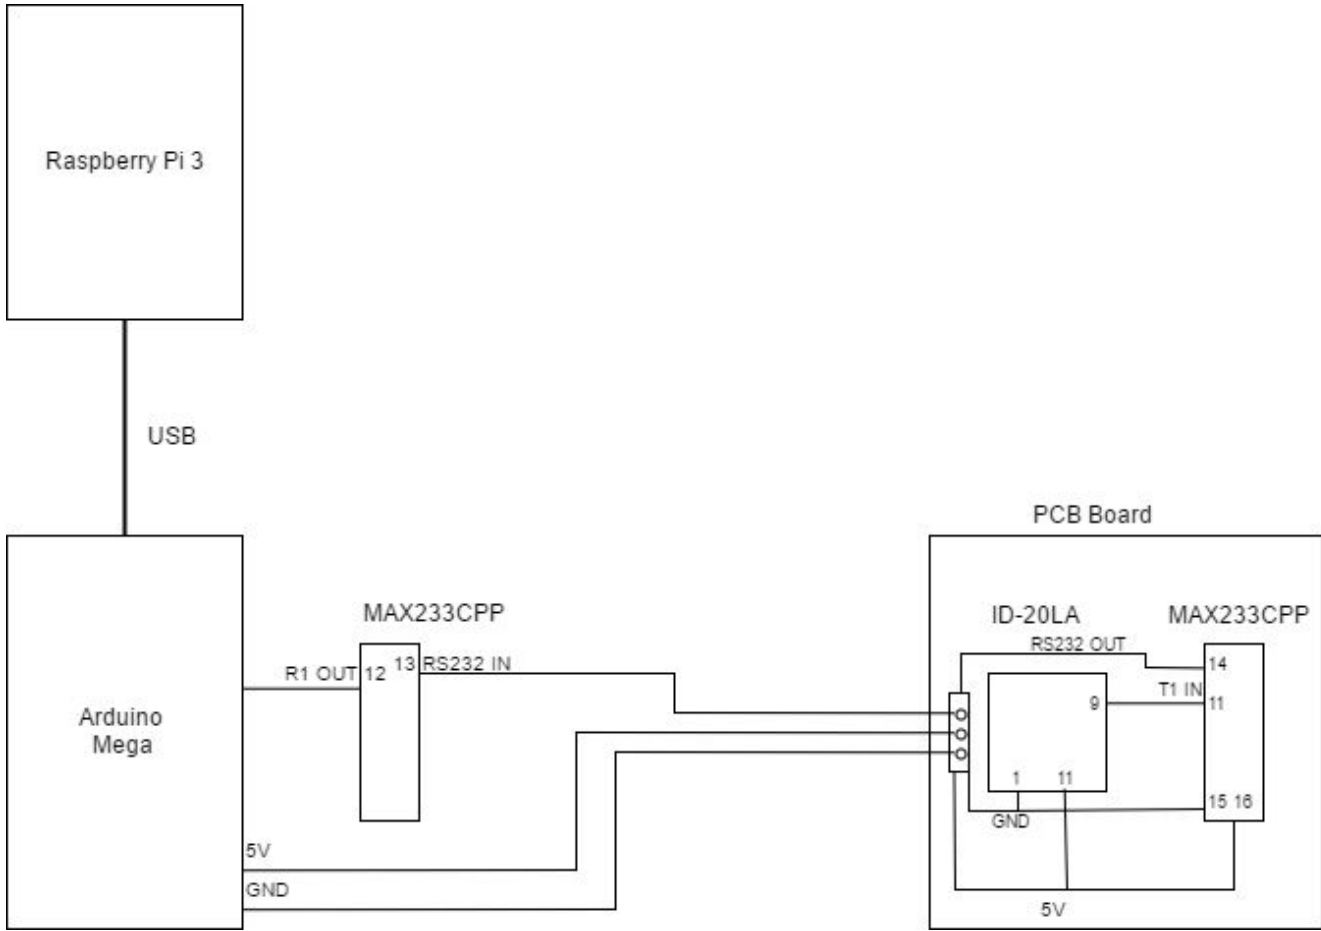 Raspberry Pi 3
USB
PCB Board
MAX233CPP
ID-20LA
MAX233CPP
RS232 OUT
R1 OUT
12
13
RS232 IN
14
T1 IN
9
11
Arduino
Mega
1
11
15 16
GND
5V
GND
5V